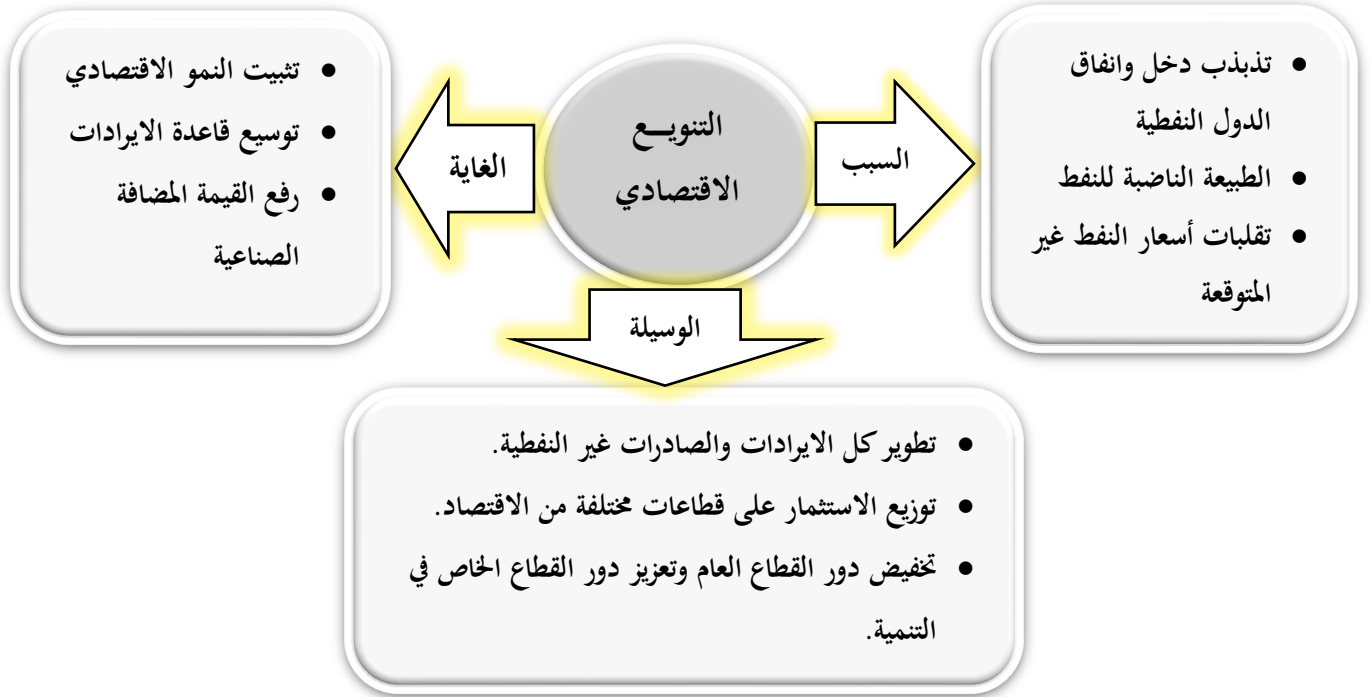 التنويـــع
الاقتصادي
السبب
• تذبذب دخل وانفاق
الدول النفطية
• الطبيعة الناضبة للنفط
• تقلبات أسعار النفط غير
المتوقعة
الغاية
• تثبيت النمو الاقتصادي
• توسيع قاعدة الايرادات
• رفع القيمة المضافة
الصناعية
الوسيلة
• تطوير كل الايرادات والصادرات غير النفطية.
• توزيع الاستثمار على قطاعات مختلفة من الاقتصاد.
• تخفيض دور القطاع العام وتعزيز دور القطاع الخاص في
التنمية.